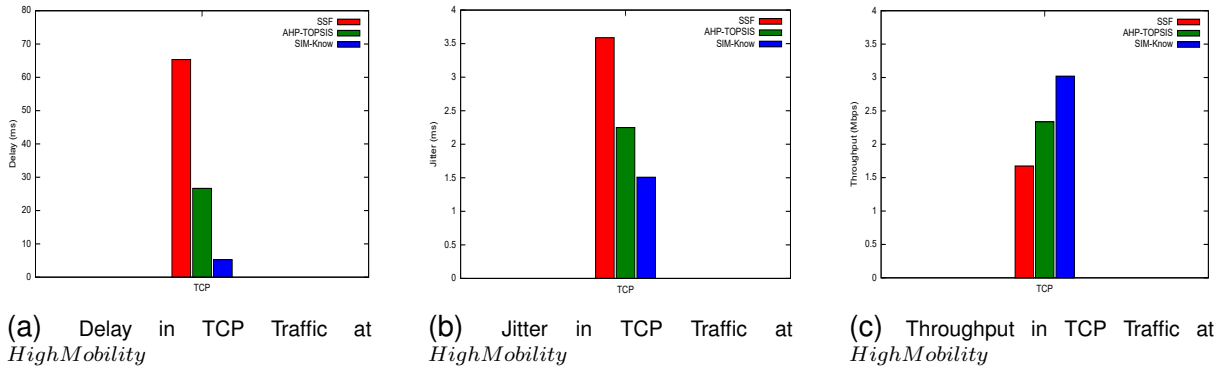 80
70
60
50
40
30
20
10
0
Delay (ms)
TCP
SSF
AHP-TOPSIS
SIM-Know
(a) Delay in TCP Traffic at
HighMobility
4
3.5
3
2.5
2
1.5
1
0.5
0
Jitter (ms)
TCP
SSF
AHP-TOPSIS
SIM-Know
(b) Jitter in TCP Traffic at
HighMobility
4
3.5
3
2.5
2
1.5
1
0.5
0
Throughput (Mbps)
TCP
SSF
AHP-TOPSIS
SIM-Know
(c) Throughput in TCP Traffic at
HighMobility